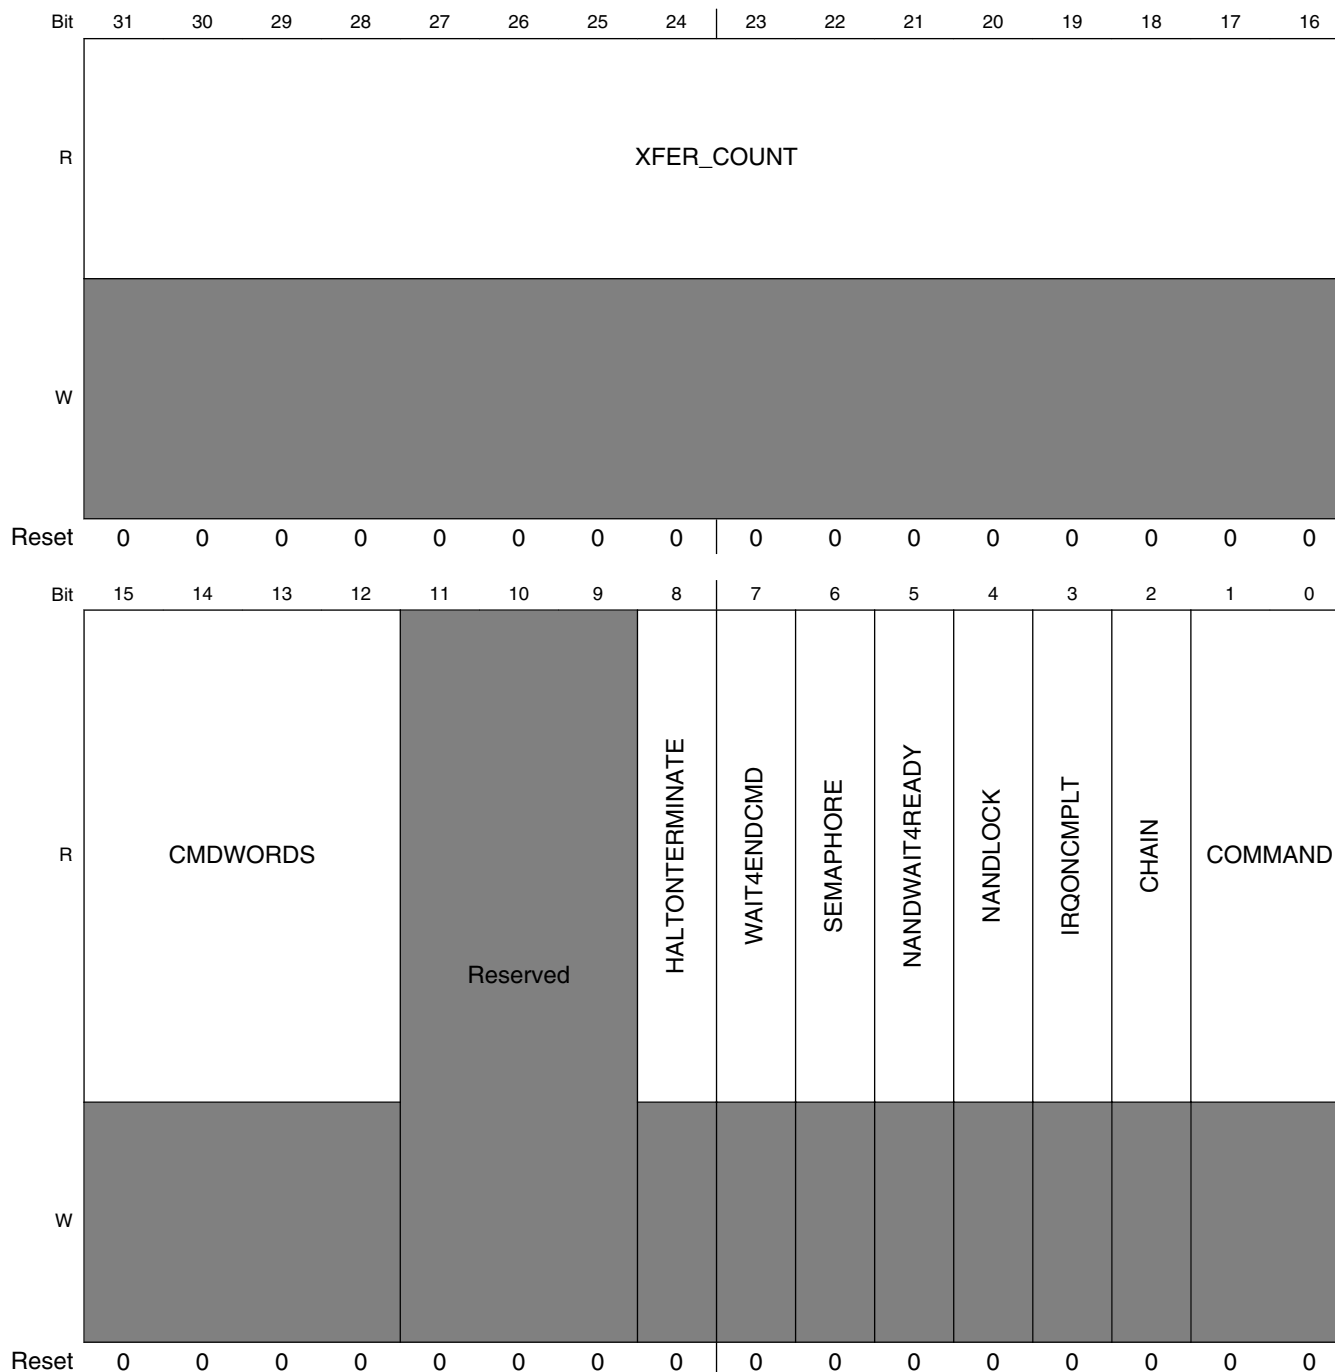 Bit 31 30 29 28 27 26 25 24 23 22 21 20 19 18 17 16
R XFER_COUNT
W
Reset 0 0 0 0 0 0 0 0 0 0 0 0 0 0 0 0
Bit 15 14 13 12 11 10 9 8 7 6 5 4 3 2 1 0
R CMDWORDS Reserved HALTONTERMINATE WAIT4ENDCMD SEMAPHORE NANDWAIT4READY NANDLOCK IRQONCMPLT CHAIN COMMAND
W
Reset 0 0 0 0 0 0 0 0 0 0 0 0 0 0 0 0